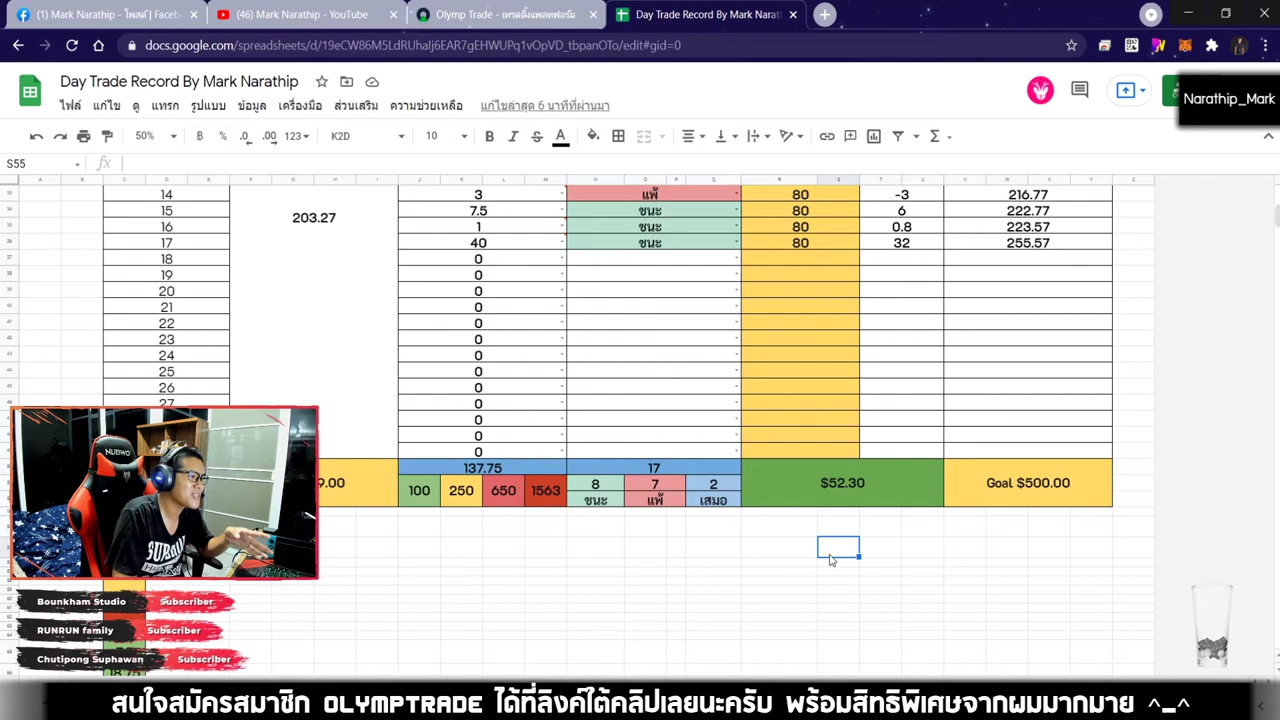 (1) Mark Narathip - โพสต์ | Faceb
(46) Mark Narathip - YouTube
Olymp Trade - เทรดดิ้งแพลทฟอร์ม
Day Trade Record By Mark Narat
docs.google.com/spreadsheets/d/19eCW86M5LdRUhaIj6EAR7gEHWUPq1vOpVD_tbpanOTo/edit#gid=0
Day Trade Record By Mark Narathip
Narathip_Mark
ไฟล์ แก้ไข ดู แทรก รูปแบบ ข้อมูล เครื่องมือ ส่วนเสริม ความช่วยเหลือ แก้ไขล่าสุด 6 นาทีที่ผ่านมา
50% B % .0 .00 123 K2D 10 B I S A Σ
S55 fx
14 3 แพ้ 80 -3 216.77
15 7.5 ชนะ 80 6 222.77
203.27
16 1 ชนะ 80 0.8 223.57
17 40 ชนะ 80 32 255.57
18 0
19 0
20 0
21 0
22 0
23 0
24 0
25 0
26 0
27 0
0
0
0
137.75 17
9.00 100 250 650 1563 8 7 2 $52.30 Goal $500.00
ชนะ แพ้ เสมอ
NUBWO
Bounkham Studio Subscriber
RUNRUN family Subscriber
Chutipong Suphawan Subscriber
สนใจสมัครสมาชิก OLYMPTRADE ได้ที่ลิงค์ใต้คลิปเลยนะครับ พร้อมสิทธิพิเศษจากผมมากมาย ^_^